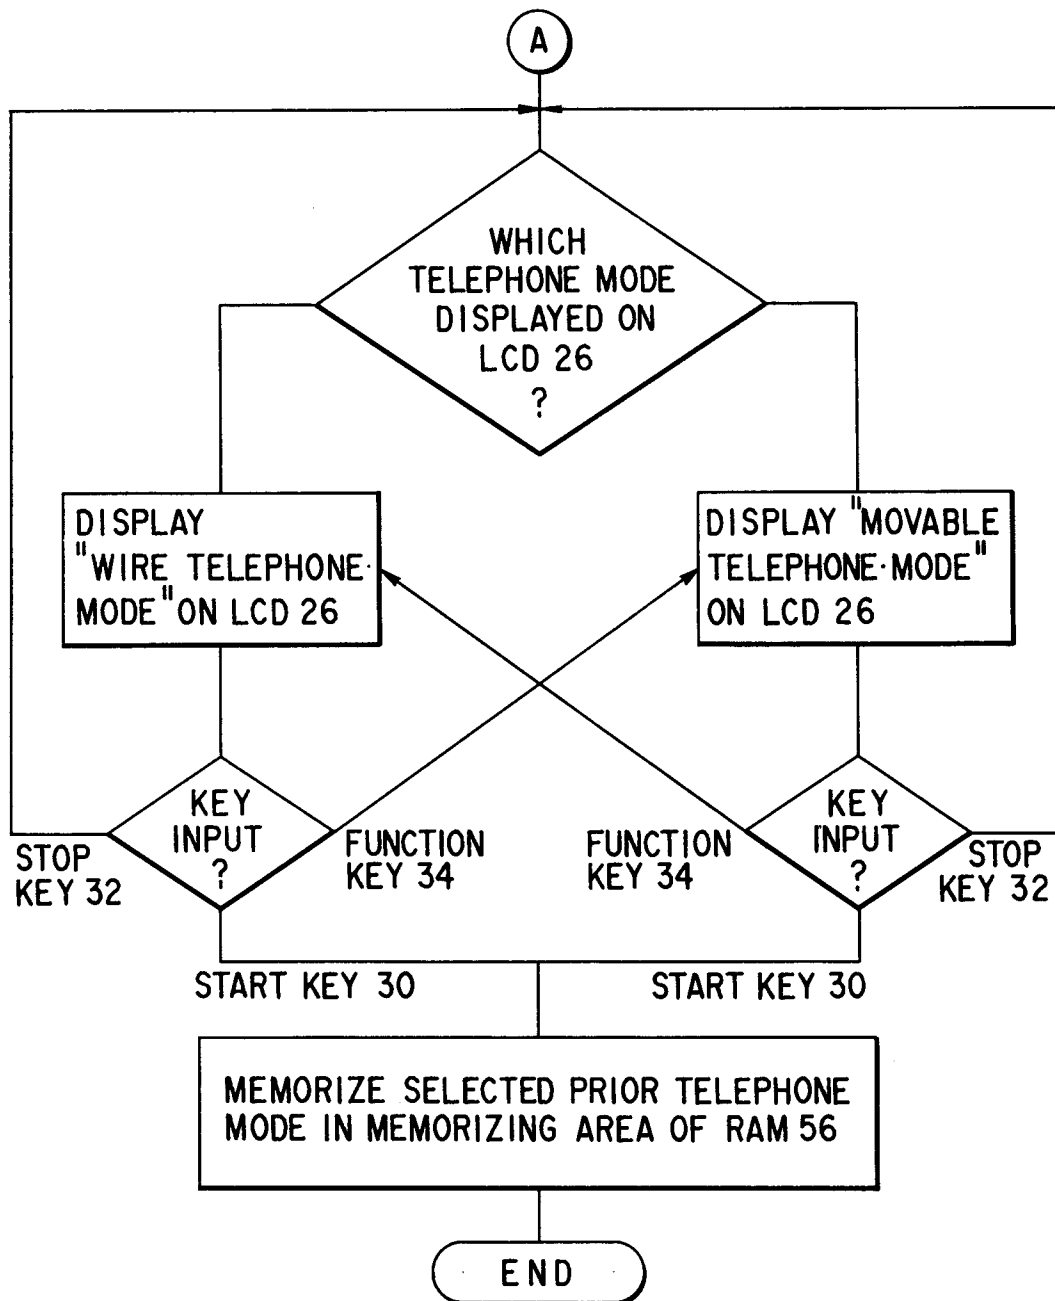 A
WHICH
TELEPHONE MODE
DISPLAYED ON
LCD 26
?
DISPLAY
"WIRE TELEPHONE·
MODE" ON LCD 26
DISPLAY "MOVABLE
TELEPHONE·MODE"
ON LCD 26
KEY
INPUT
?
STOP
KEY 32
FUNCTION
KEY 34
FUNCTION
KEY 34
KEY
INPUT
?
STOP
KEY 32
START KEY 30
START KEY 30
MEMORIZE SELECTED PRIOR TELEPHONE
MODE IN MEMORIZING AREA OF RAM 56
END